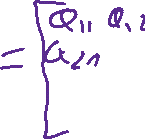 = [ a₁₁ a₁₂
a₂₁